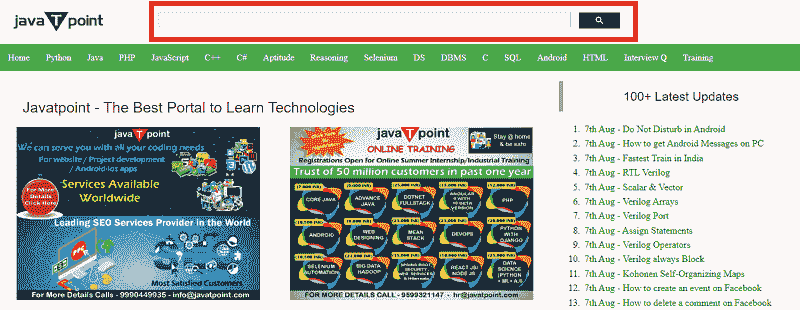 java T point
Home Python Java PHP JavaScript C++ C# Aptitude Reasoning Selenium DS DBMS C SQL Android HTML Interview Q Training
Javatpoint - The Best Portal to Learn Technologies
java T point
We can serve you with all your coding needs
For website / Project development
/ Android-Ios apps
Services Available
Worldwide
For More
Details
Click Here
Leading SEO Services Provider in the World
Most Satisfied Customers
For More Details Call - 9990449935 - info@javatpoint.com
java T point
ONLINE TRAINING
Stay @ home
& be safe
Registrations Open for Online Summer Internship/Industrial Training
Trust of 50 million customers in past one year
CORE JAVA
ADVANCE
JAVA
DOTNET
FULLSTACK
PHP
ANDROID
WEB
DESIGNING
MEAN
STACK
DEVOPS
PYTHON
WITH
DJANGO
SELENIUM
AUTOMATION
BIG DATA
HADOOP
REACT JS/
NODE JS
DATA
SCIENCE
FOR MORE DETAILS CALL - 9599321147 - hr@javatpoint.com
100+ Latest Updates
1. 7th Aug - Do Not Disturb in Android
2. 7th Aug - How to get Android Messages on PC
3. 7th Aug - Fastest Train in India
4. 7th Aug - RTL Verilog
5. 7th Aug - Scalar & Vector
6. 7th Aug - Verilog Arrays
7. 7th Aug - Verilog Port
8. 7th Aug - Assign Statements
9. 7th Aug - Verilog Operators
10. 7th Aug - Verilog always Block
11. 7th Aug - Kohonen Self-Organizing Maps
12. 7th Aug - How to create an event on Facebook
13. 7th Aug - How to delete a comment on Facebook